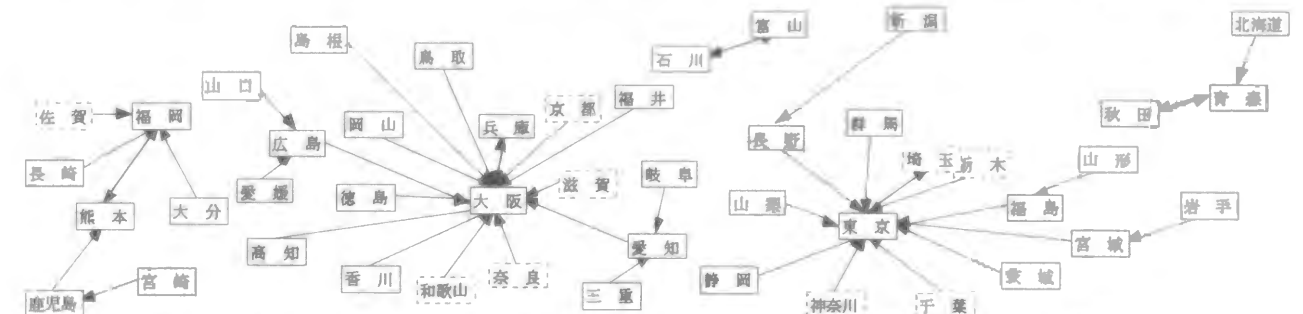 島根
鳥取
石川
富山
新潟
北海道
山口
佐賀
福岡
岡山
兵庫
京都
福井
秋田
青森
広島
長野
群馬
埼玉
栃木
山形
長崎
愛媛
徳島
大阪
滋賀
岐阜
山梨
福島
岩手
熊本
大分
高知
愛知
東京
宮城
鹿児島
宮崎
香川
和歌山
奈良
三重
静岡
神奈川
千葉
茨城